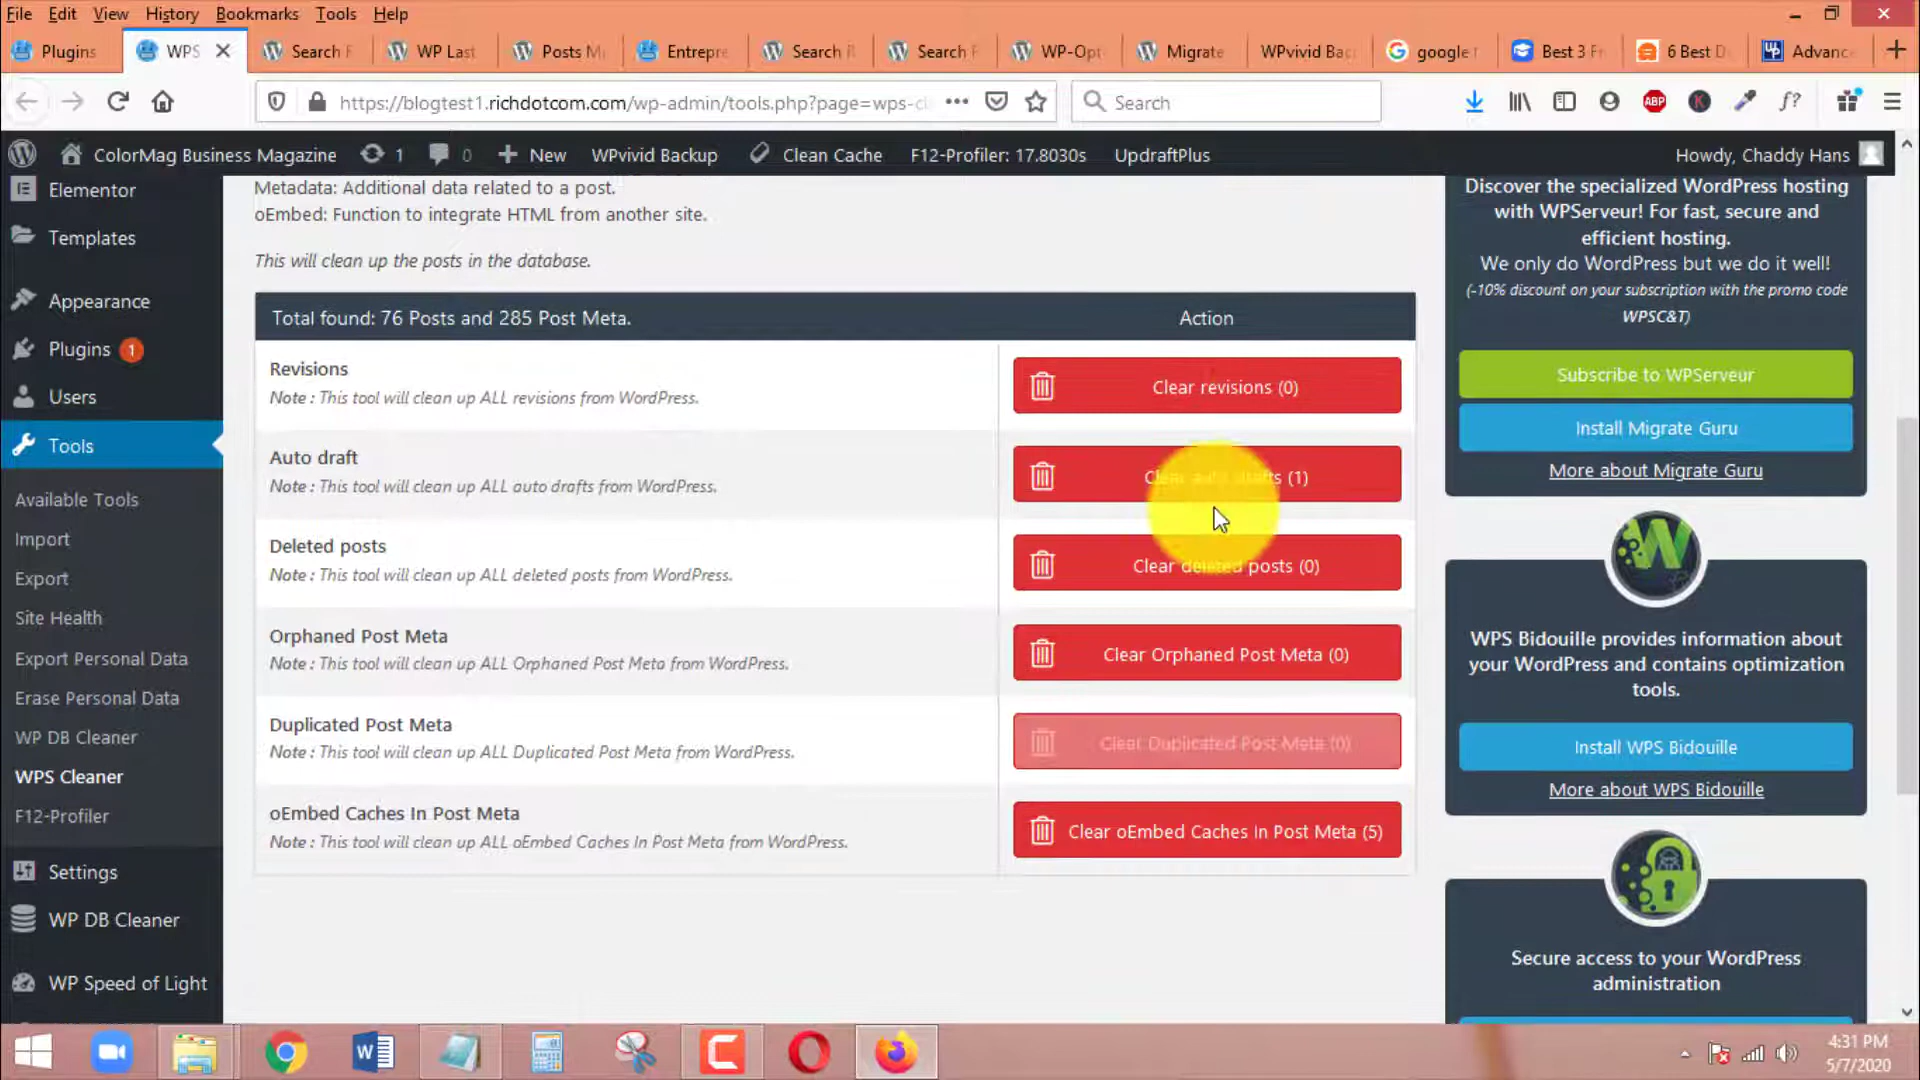 File Edit View History Bookmarks Tools Help
Plugins WPS Search WP Last Posts M Entrepre Search Search WP-Opt Migrate WPvivid Bac google Best 3 6 Best Advanc
https://blogtest1.richdotcom.com/wp-admin/tools.php?page=wps-c Search
ABP K f?
ColorMag Business Magazine 1 0 New WPvivid Backup Clean Cache F12-Profiler: 17.8030s UpdraftPlus Howdy, Chaddy Hans
Elementor
Templates
Appearance
Plugins 1
Users
Tools
Available Tools
Import
Export
Site Health
Export Personal Data
Erase Personal Data
WP DB Cleaner
WPS Cleaner
F12-Profiler
Settings
WP DB Cleaner
WP Speed of Light
Metadata: Additional data related to a post.
oEmbed: Function to integrate HTML from another site.
This will clean up the posts in the database.
Total found: 76 Posts and 285 Post Meta. Action
Revisions
Note : This tool will clean up ALL revisions from WordPress.
Clear revisions (0)
Auto draft
Note : This tool will clean up ALL auto drafts from WordPress.
Clear auto drafts (1)
Deleted posts
Note : This tool will clean up ALL deleted posts from WordPress.
Clear deleted posts (0)
Orphaned Post Meta
Note : This tool will clean up ALL Orphaned Post Meta from WordPress.
Clear Orphaned Post Meta (0)
Duplicated Post Meta
Note : This tool will clean up ALL Duplicated Post Meta from WordPress.
Clear Duplicated Post Meta (0)
oEmbed Caches In Post Meta
Note : This tool will clean up ALL oEmbed Caches In Post Meta from WordPress.
Clear oEmbed Caches In Post Meta (5)
Discover the specialized WordPress hosting
with WPServeur! For fast, secure and
efficient hosting.
We only do WordPress but we do it well!
(-10% discount on your subscription with the promo code
WPSC&T)
Subscribe to WPServeur
Install Migrate Guru
More about Migrate Guru
WPS Bidouille provides information about
your WordPress and contains optimization
tools.
Install WPS Bidouille
More about WPS Bidouille
Secure access to your WordPress
administration
4:31 PM
5/7/2020